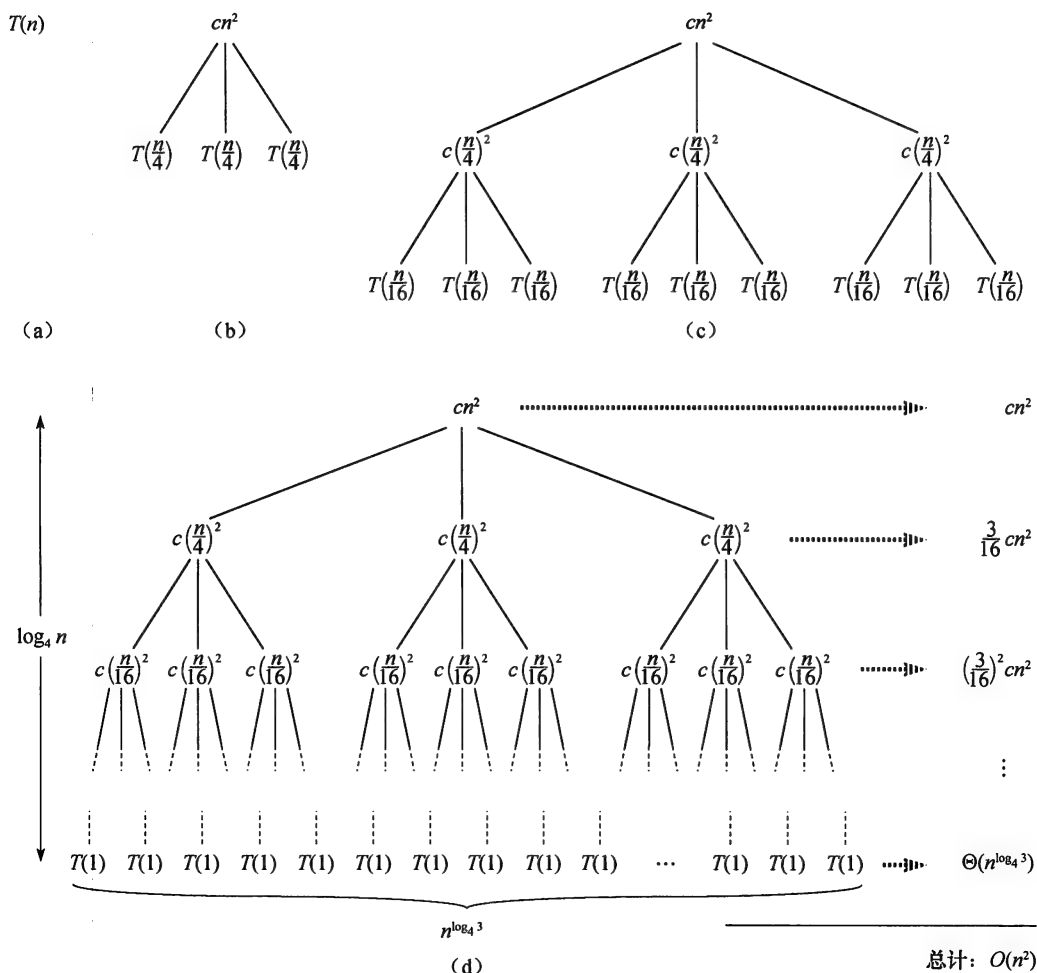 T(n)
cn²
T(n/4) T(n/4) T(n/4)
cn²
c(n/4)² c(n/4)² c(n/4)²
T(n/16) T(n/16) T(n/16) T(n/16) T(n/16) T(n/16) T(n/16) T(n/16) T(n/16)
（a）
（b）
（c）
cn² cn²
c(n/4)² c(n/4)² c(n/4)² 3/16 cn²
log₄ n
c(n/16)² c(n/16)² c(n/16)² c(n/16)² c(n/16)² c(n/16)² c(n/16)² c(n/16)² c(n/16)² (3/16)² cn²
⋮
T(1) T(1) T(1) T(1) T(1) T(1) T(1) T(1) T(1) T(1) … T(1) T(1) T(1) Θ(n^log₄ 3)
n^log₄ 3
（d）
总计：O(n²)